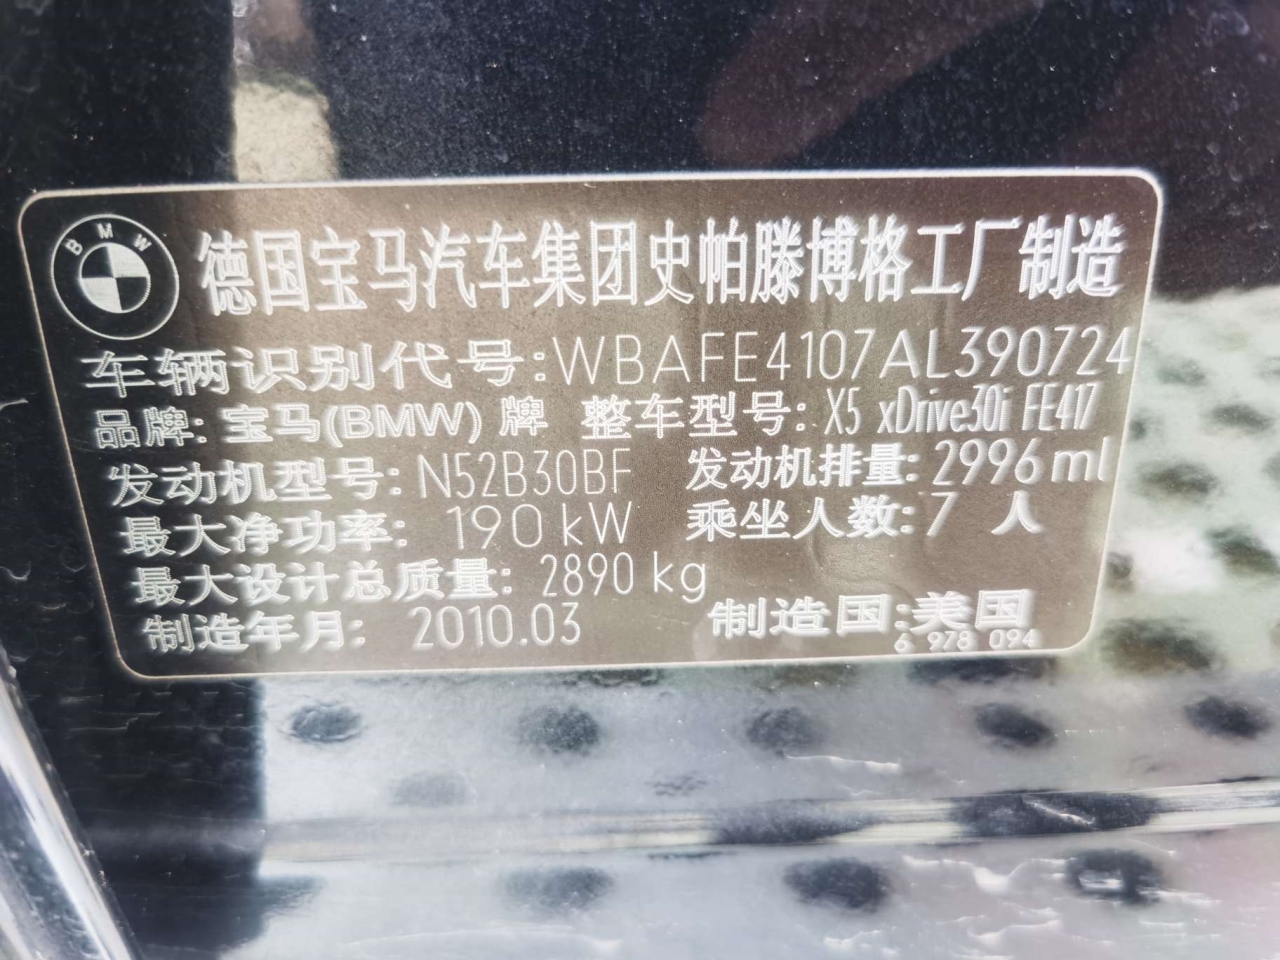 BMW
德国宝马汽车集团史帕滕博格工厂制造
车辆识别代号:WBAFE4107AL390724
品牌: 宝马(BMW) 牌 整车型号: X5 xDrive30i FE417
发动机型号: N52B30BF 发动机排量: 2996 ml
最大净功率: 190 kW 乘坐人数: 7 人
最大设计总质量: 2890 kg
制造年月: 2010.03 制造国:美国
6 978 094